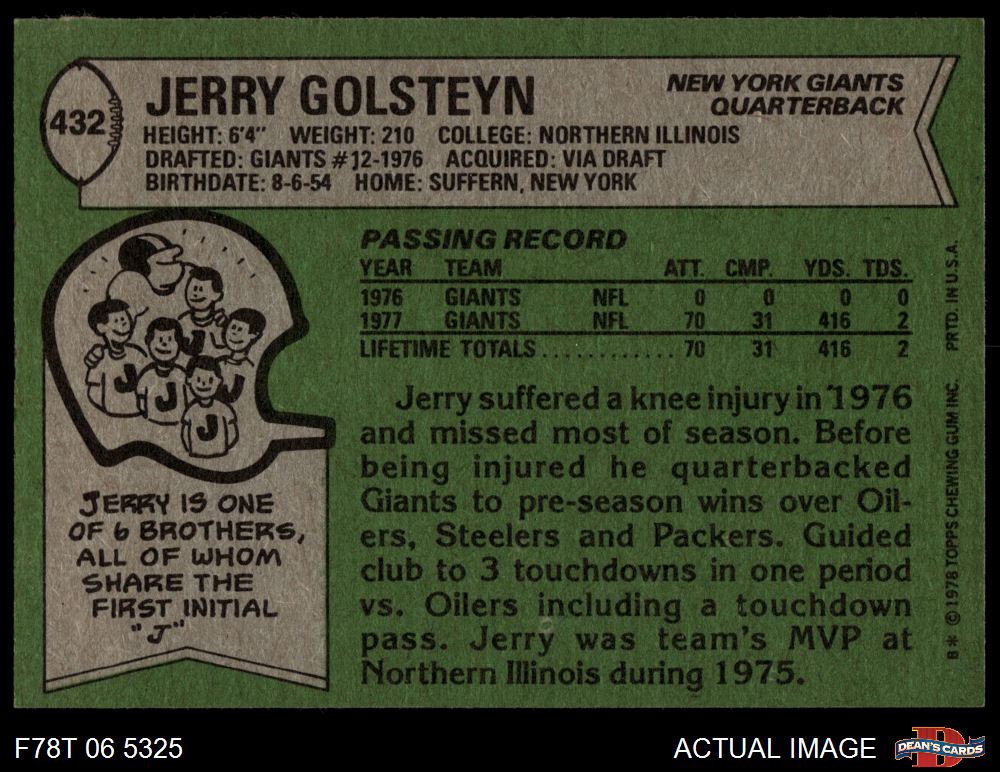 432
JERRY GOLSTEYN
NEW YORK GIANTS
QUARTERBACK
HEIGHT: 6'4" WEIGHT: 210 COLLEGE: NORTHERN ILLINOIS
DRAFTED: GIANTS #12-1976 ACQUIRED: VIA DRAFT
BIRTHDATE: 8-6-54 HOME: SUFFERN, NEW YORK
J
J
J
J
J
JERRY IS ONE
OF 6 BROTHERS,
ALL OF WHOM
SHARE THE
FIRST INITIAL
"J"
PASSING RECORD
YEAR TEAM ATT. CMP. YDS. TDS.
1976 GIANTS NFL 0 0 0 0
1977 GIANTS NFL 70 31 416 2
LIFETIME TOTALS............ 70 31 416 2
Jerry suffered a knee injury in 1976
and missed most of season. Before
being injured he quarterbacked
Giants to pre-season wins over Oil-
ers, Steelers and Packers. Guided
club to 3 touchdowns in one period
vs. Oilers including a touchdown
pass. Jerry was team's MVP at
Northern Illinois during 1975.
B* © 1978 TOPPS CHEWING GUM INC. PRTD. IN U.S.A.
F78T 06 5325
ACTUAL IMAGE
D
DEAN'S CARDS